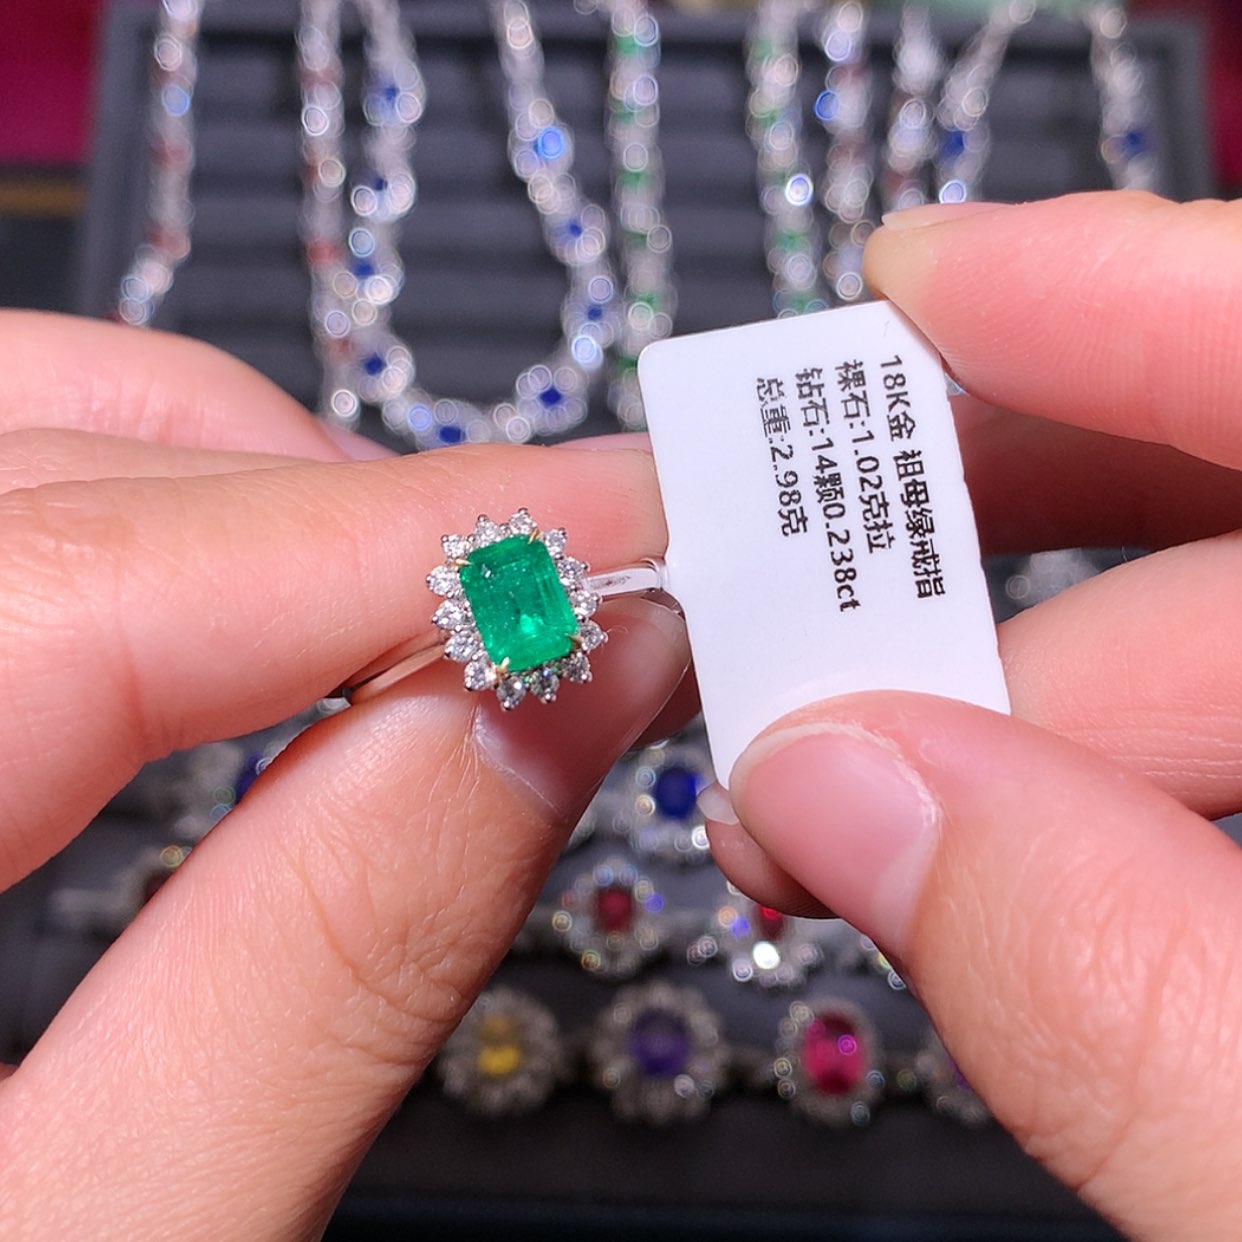 18K金 祖母绿戒指
裸石:1.02克拉
钻石:14颗0.238ct
总重:2.98克